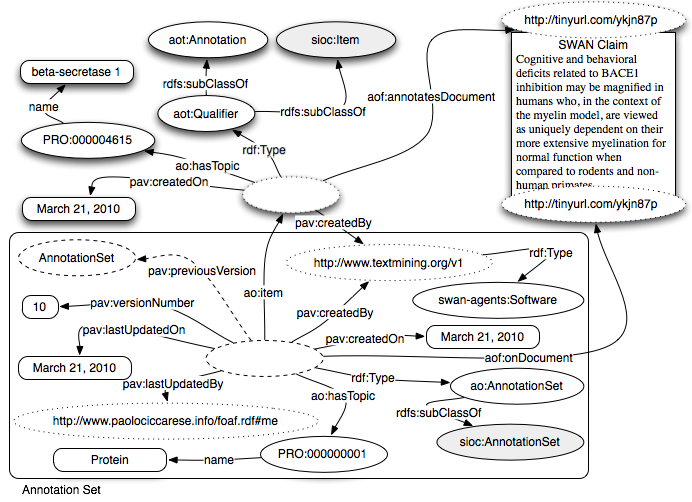 http://tinyurl.com/ykjn87p
SWAN Claim
Cognitive and behavioral
deficits related to BACE1
inhibition may be magnified in
humans who, in the context of
the myelin model, are viewed
as uniquely dependent on their
more extensive myelination for
normal function when
compared to rodents and non-
human primates.
http://tinyurl.com/ykjn87p
aot:Annotation
sioc:Item
beta-secretase 1
rdfs:subClassOf
aof:annotatesDocument
name
aot:Qualifier
rdfs:subClassOf
PRO:000004615
rdf:Type
ao:hasTopic
pav:createdOn
March 21, 2010
pav:createdBy
AnnotationSet
pav:previousVersion
http://www.textmining.org/v1
rdf:Type
ao:item
swan-agents:Software
10
pav:versionNumber
pav:createdBy
pav:lastUpdatedOn
pav:createdOn
March 21, 2010
March 21, 2010
aof:onDocument
pav:lastUpdatedBy
rdf:Type
ao:AnnotationSet
ao:hasTopic
rdfs:subClassOf
http://www.paolociccarese.info/foaf.rdf#me
sioc:AnnotationSet
Protein
name
PRO:000000001
Annotation Set